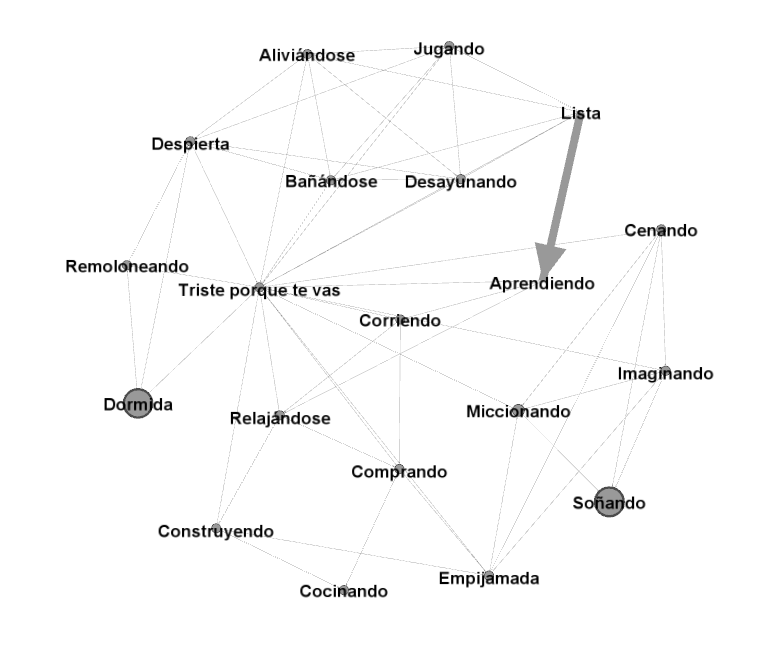 Jugando
Aliviándose
Lista
Despierta
Bañándose
Desayunando
Cenando
Remoloneando
Aprendiendo
Triste porque te vas
Corriendo
Imaginando
Dormida
Miccionando
Relajándose
Comprando
Soñando
Construyendo
Empijamada
Cocinando